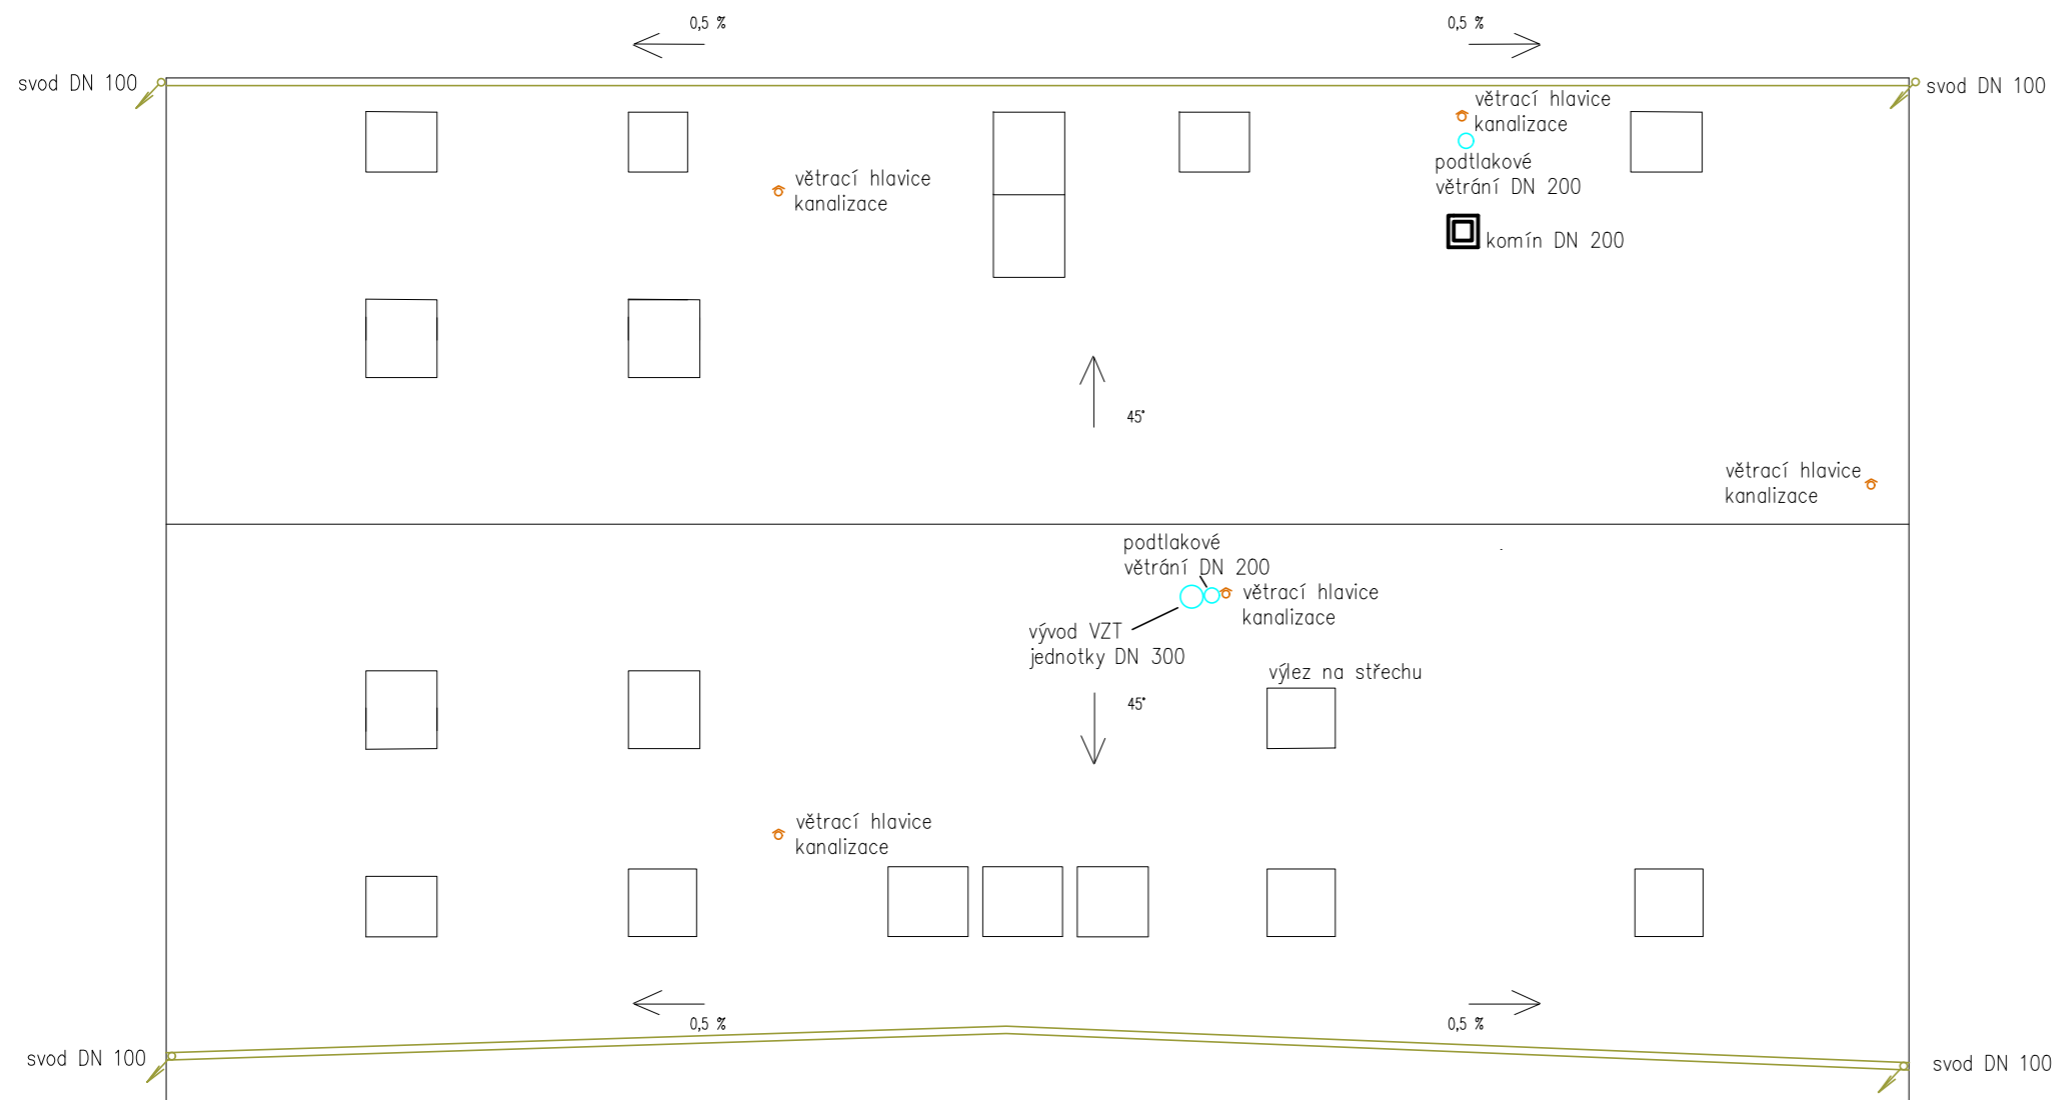 0,5 %
0,5 %
svod DN 100
svod DN 100
větrací hlavice
kanalizace
podtlakové
větrání DN 200
větrací hlavice
kanalizace
komín DN 200
45°
větrací hlavice
kanalizace
podtlakové
větrání DN 200
větrací hlavice
kanalizace
vývod VZT
jednotky DN 300
výlez na střechu
45°
větrací hlavice
kanalizace
0,5 %
0,5 %
svod DN 100
svod DN 100